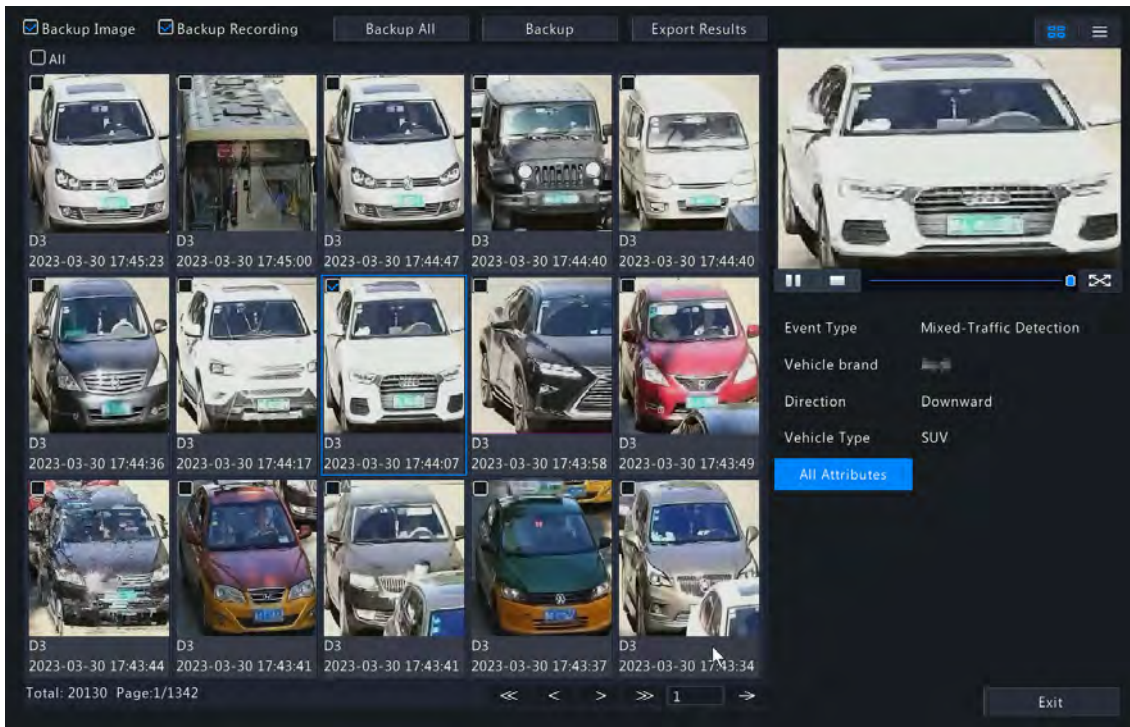 Backup Image Backup Recording Backup All Backup Export Results
All
D3 D3 D3 D3 D3
2023-03-30 17:45:23 2023-03-30 17:45:00 2023-03-30 17:44:47 2023-03-30 17:44:40 2023-03-30 17:44:40
D3 D3 D3 D3 D3
2023-03-30 17:44:36 2023-03-30 17:44:17 2023-03-30 17:44:07 2023-03-30 17:43:58 2023-03-30 17:43:49
D3 D3 D3 D3 D3
2023-03-30 17:43:44 2023-03-30 17:43:41 2023-03-30 17:43:41 2023-03-30 17:43:37 2023-03-30 17:43:34
Total: 20130 Page:1/1342
1
Event Type Mixed-Traffic Detection
Vehicle brand
Direction Downward
Vehicle Type SUV
All Attributes
Exit